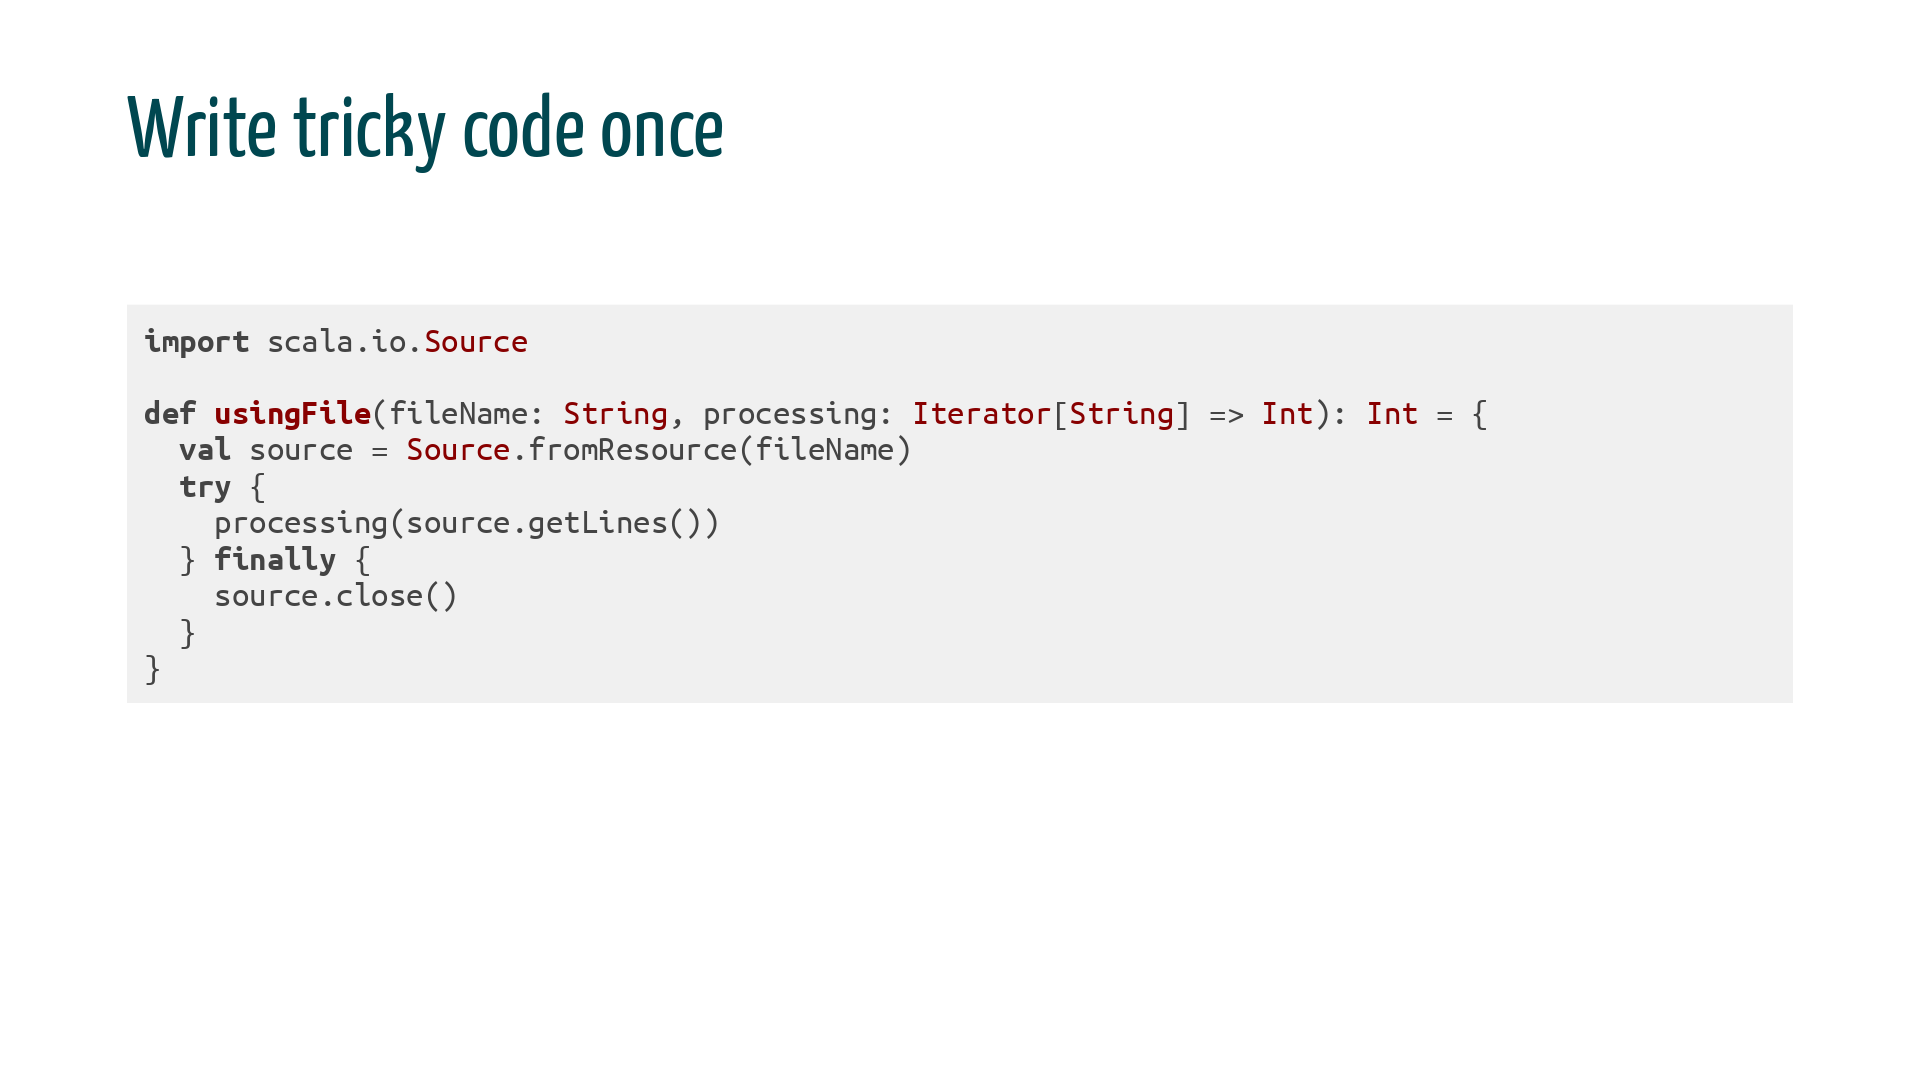 Write tricky code once
import scala.io.Source

def usingFile(fileName: String, processing: Iterator[String] => Int): Int = {
  val source = Source.fromResource(fileName)
  try {
    processing(source.getLines())
  } finally {
    source.close()
  }
}